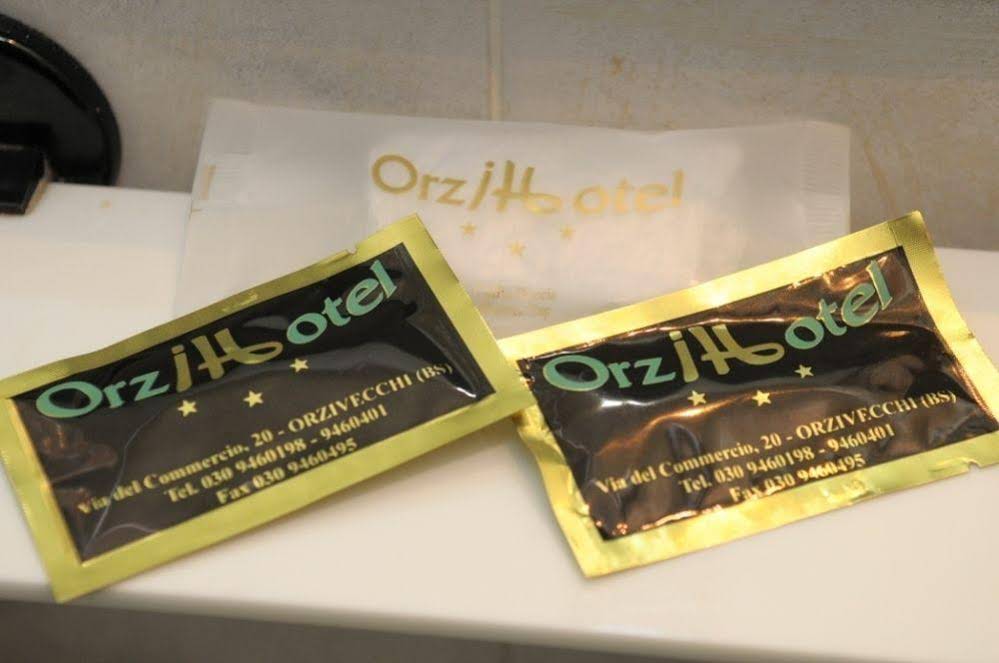 OrziHotel
OrziHotel
Via del Commercio, 20 - ORZIVECCHI (BS)
Tel. 030 9460198 - 9460401
Fax 030 9460495
OrziHotel
Via del Commercio, 20 - ORZIVECCHI (BS)
Tel. 030 9460198 - 9460401
Fax 030 9460495